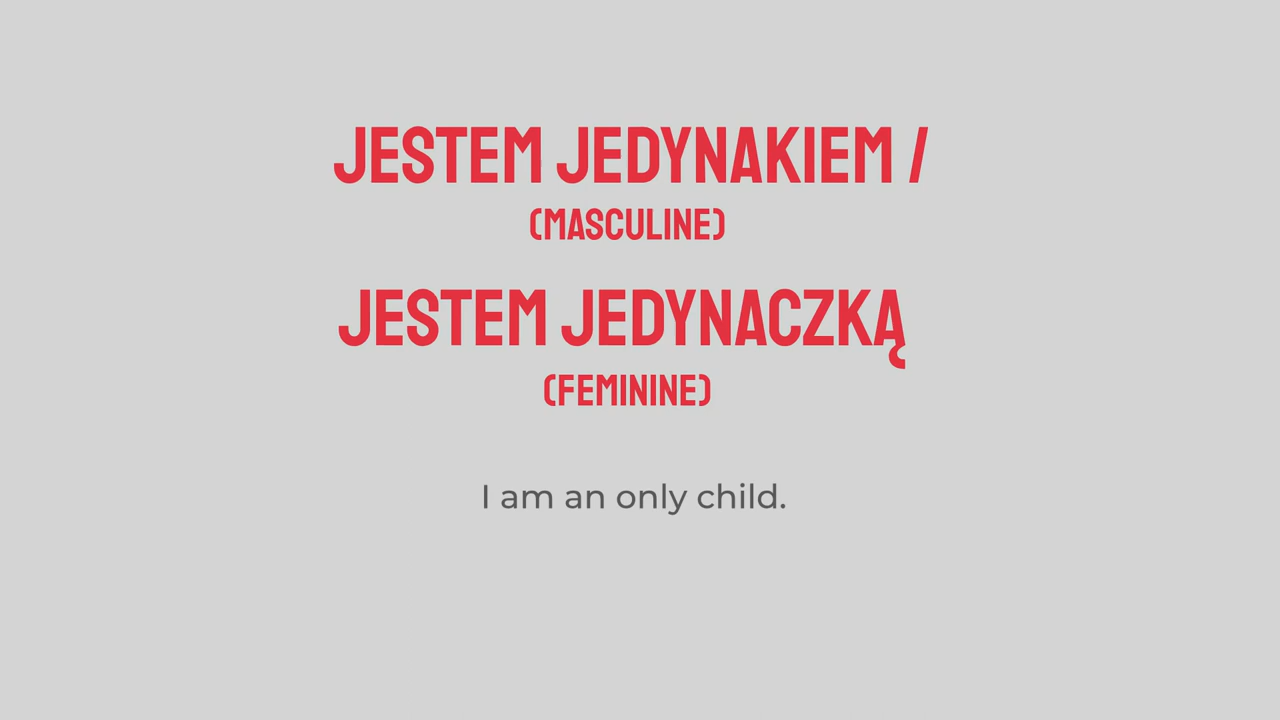 JESTEM JEDYNAKIEM /
(MASCULINE)
JESTEM JEDYNACZKĄ
(FEMININE)
I am an only child.